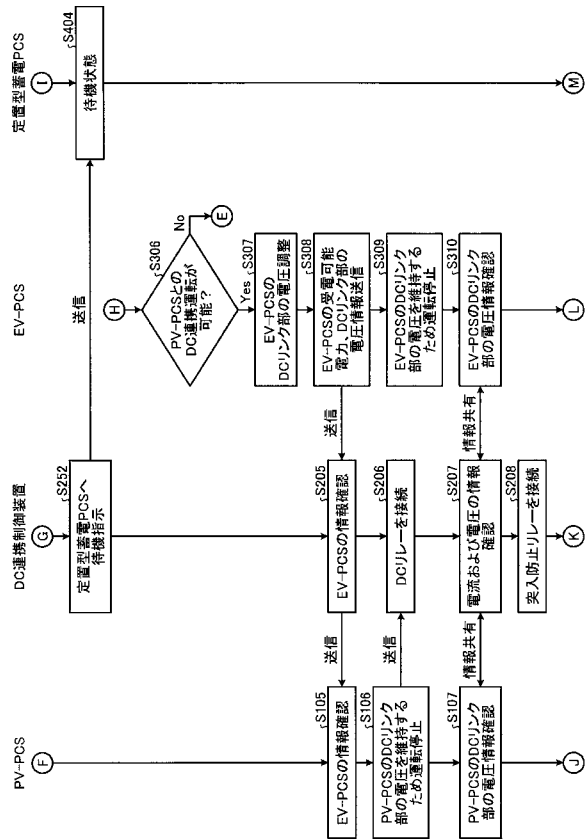 PV-PCS
DC連携制御装置
EV-PCS
定置型蓄電PCS
F
G
H
I
S252
定置型蓄電PCSへ
待機指示
送信
S404
待機状態
S306
PV-PCSとの
DC連携運転が
可能?
No
E
Yes
S307
EV-PCSの
DCリンク部の電圧調整
S308
EV-PCSの受電可能
電力、DCリンク部の
電圧情報送信
送信
S205
EV-PCSの情報確認
送信
S105
EV-PCSの情報確認
S106
PV-PCSのDCリンク
部の電圧を維持する
ため運転停止
送信
S206
DCリレーを接続
S309
EV-PCSのDCリンク
部の電圧を維持する
ため運転停止
S107
PV-PCSのDCリンク
部の電圧情報確認
情報共有
S207
電流および電圧の情報
確認
情報共有
S310
EV-PCSのDCリンク
部の電圧情報確認
S208
突入防止リレーを接続
J
K
L
M